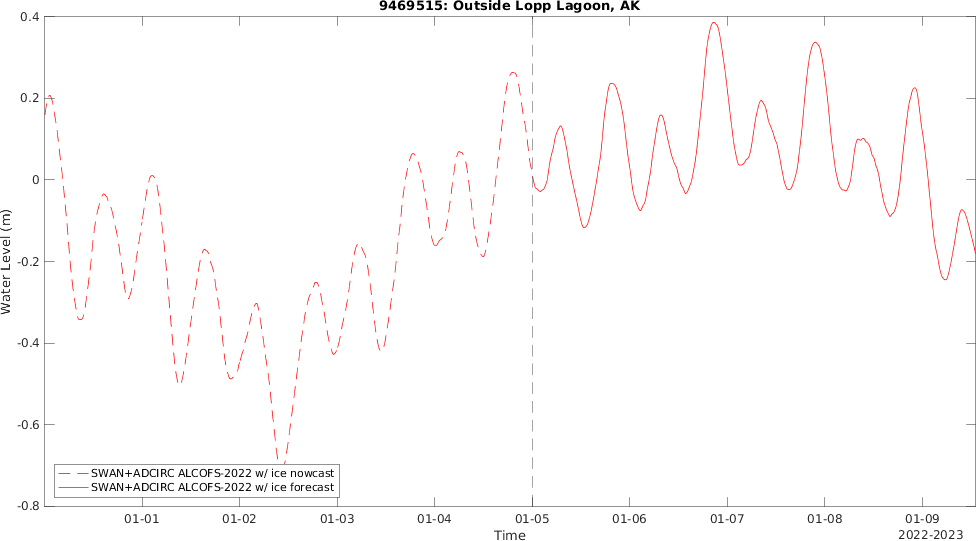 9469515: Outside Lopp Lagoon, AK
0.4
0.2
0
-0.2
-0.4
-0.6
-0.8
Water Level (m)
SWAN+ADCIRC ALCOFS-2022 w/ ice nowcast
SWAN+ADCIRC ALCOFS-2022 w/ ice forecast
01-01 01-02 01-03 01-04 01-05 01-06 01-07 01-08 01-09
Time
2022-2023